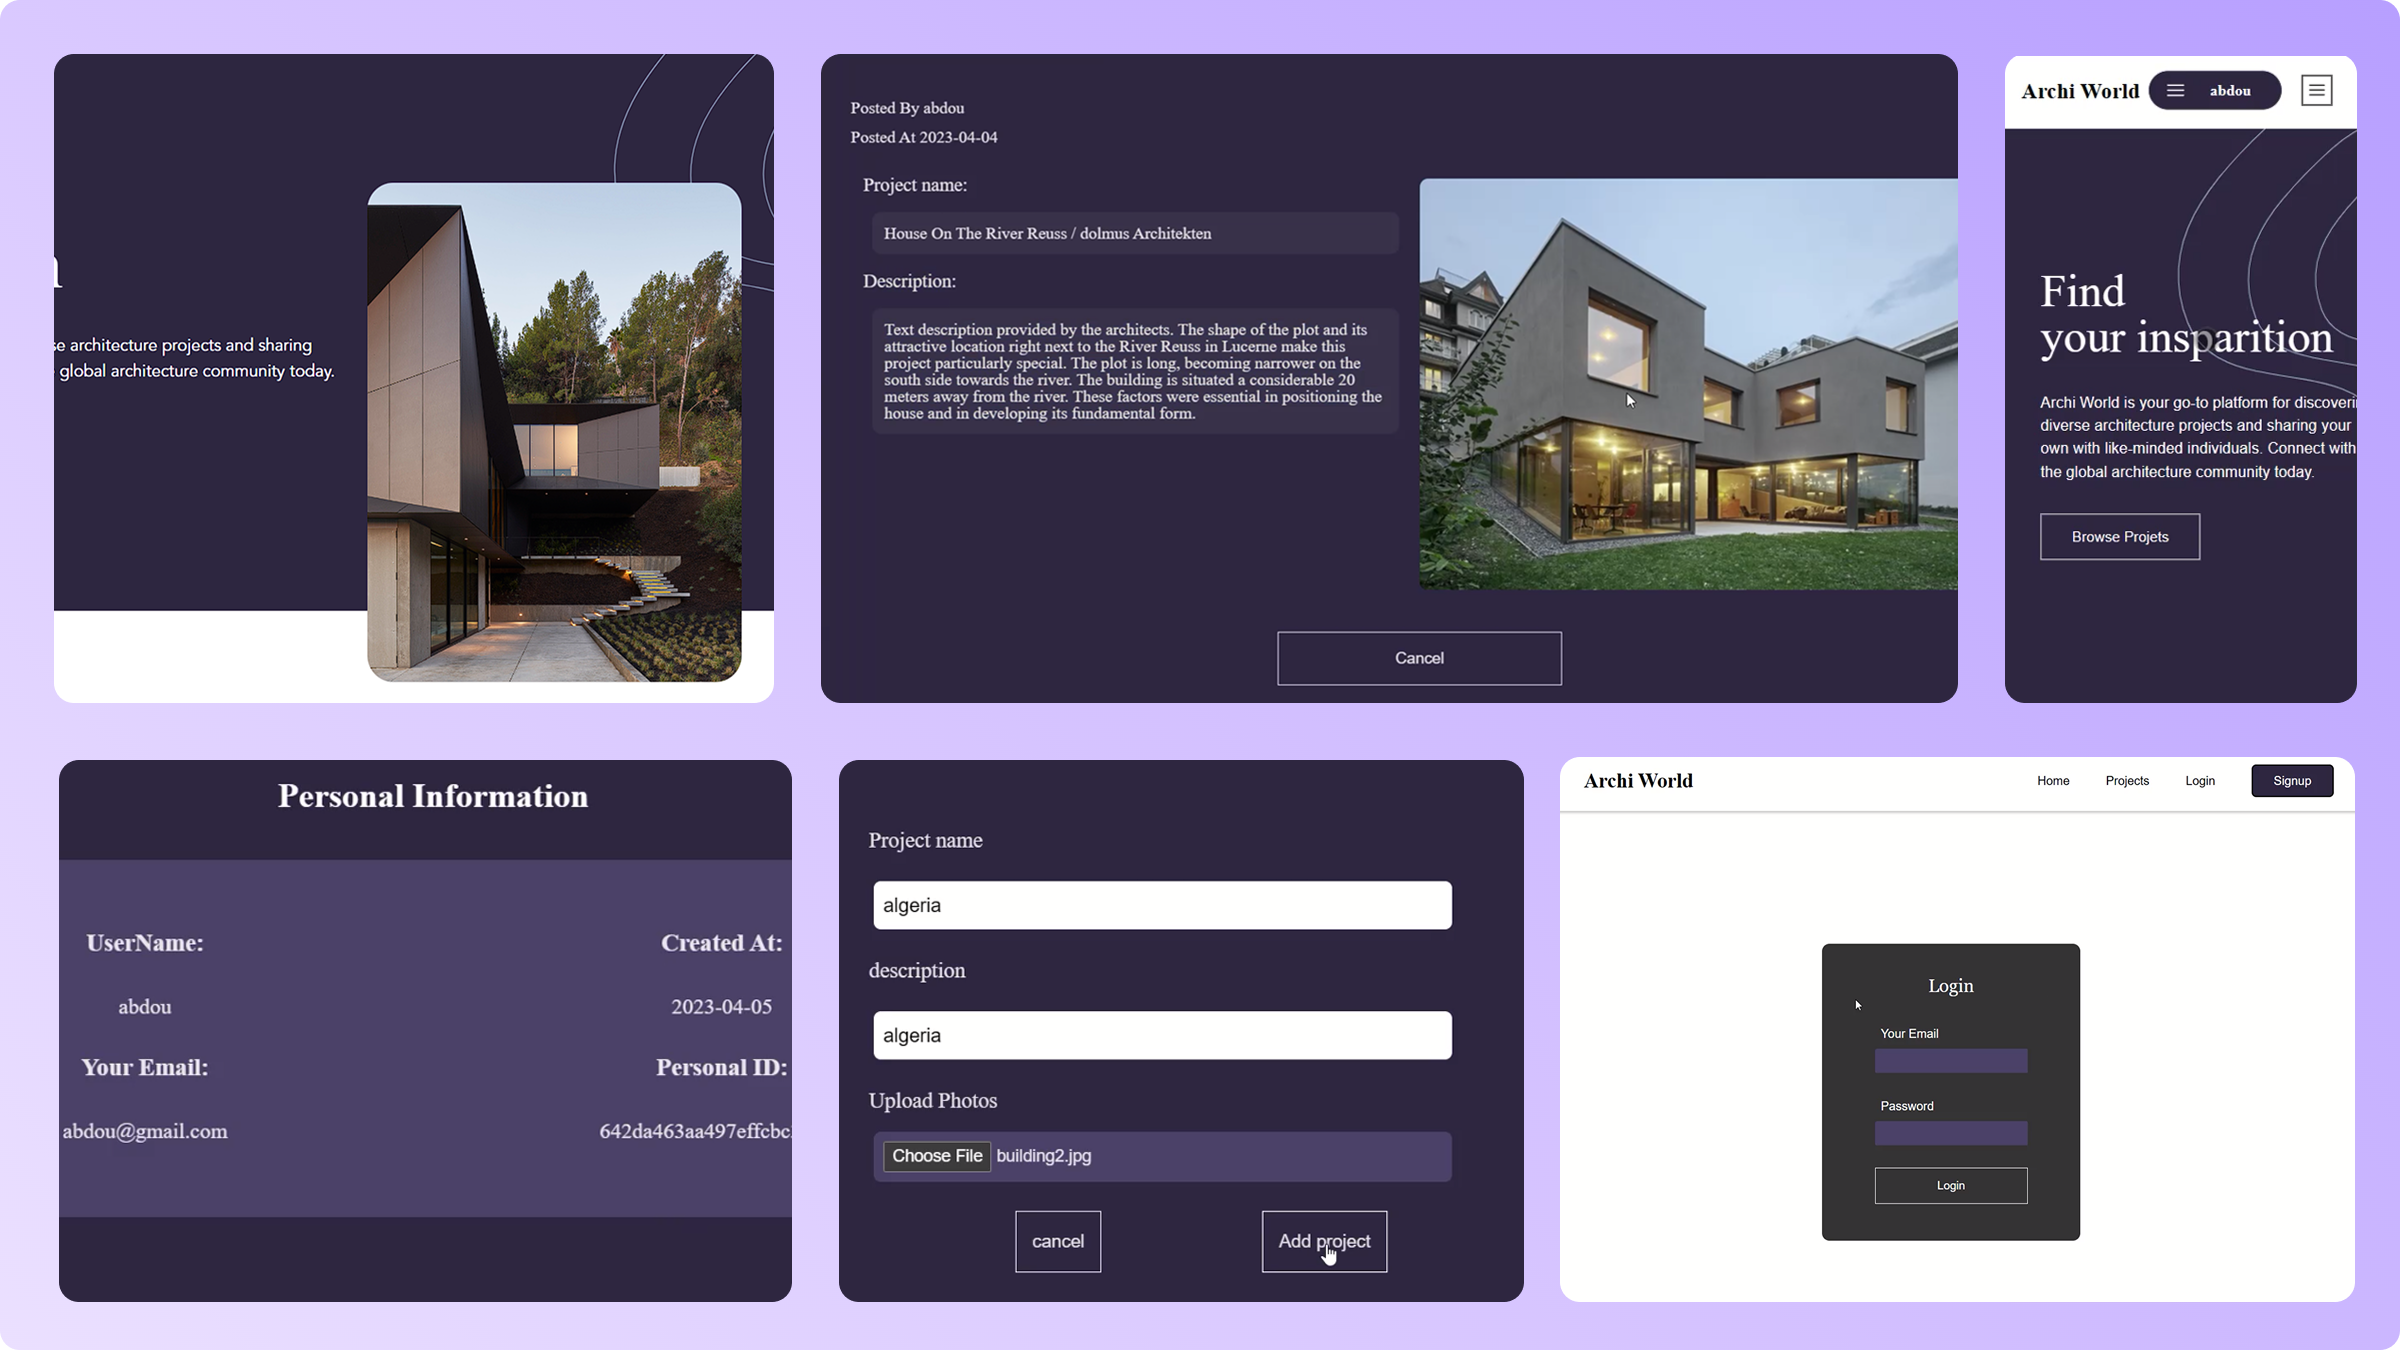 se architecture projects and sharing
global architecture community today.
Posted By abdou
Posted At 2023-04-04
Project name:
House On The River Reuss / dolmus Architekten
Description:
Text description provided by the architects. The shape of the plot and its
attractive location right next to the River Reuss in Lucerne make this
project particularly special. The plot is long, becoming narrower on the
south side towards the river. The building is situated a considerable 20
meters away from the river. These factors were essential in positioning the
house and in developing its fundamental form.
Cancel
Archi World
abdou
Find
your insparition
Archi World is your go-to platform for discoveri
diverse architecture projects and sharing your
own with like-minded individuals. Connect with
the global architecture community today.
Browse Projets
Personal Information
UserName:
Created At:
abdou
2023-04-05
Your Email:
Personal ID:
abdou@gmail.com
642da463aa497effcbc
Project name
algeria
description
algeria
Upload Photos
Choose File building2.jpg
cancel
Add project
Archi World
Home
Projects
Login
Signup
Login
Your Email
Password
Login